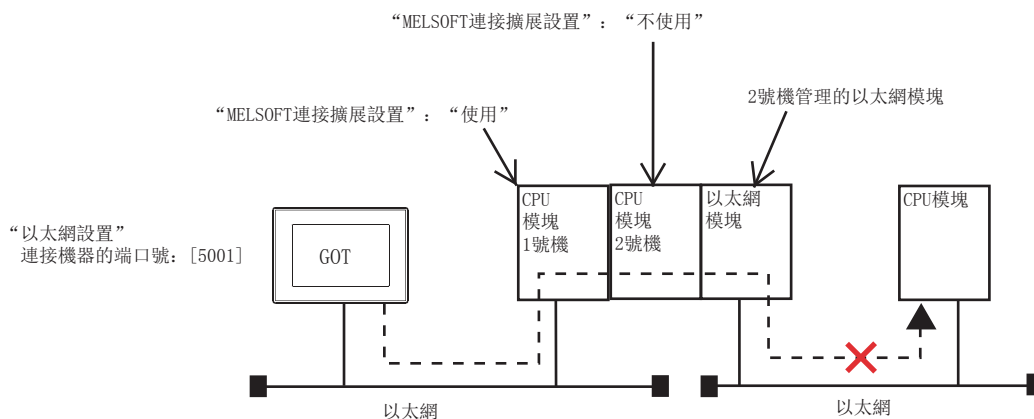 “MELSOFT連接擴展設置”：“不使用”
“MELSOFT連接擴展設置”：“使用”
2號機管理的以太網模塊
“以太網設置”
連接機器的端口號：[5001]
GOT
CPU
模塊
1號機
CPU
模塊
2號機
以太網
模塊
CPU模塊
以太網
以太網